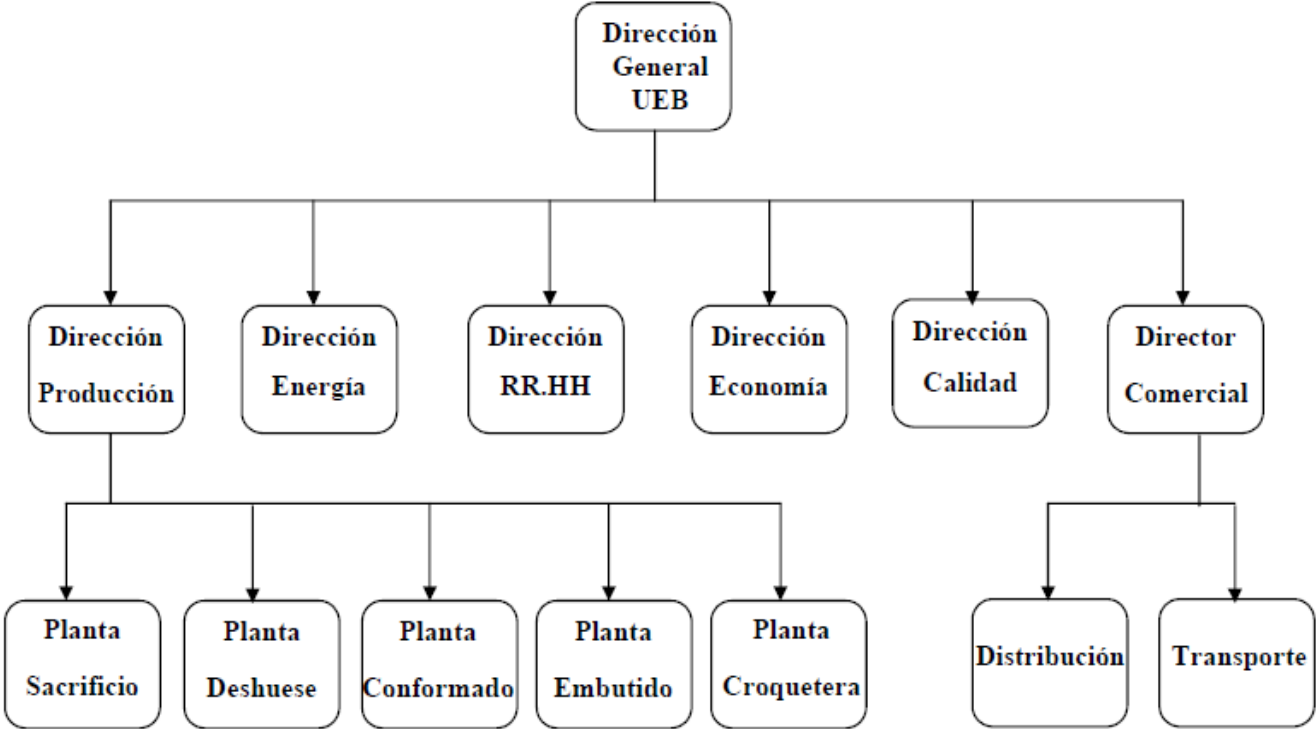 Dirección
General
UEB
Dirección
Producción
Dirección
Energía
Dirección
RR.HH
Dirección
Economía
Dirección
Calidad
Director
Comercial
Planta
Sacrificio
Planta
Deshuese
Planta
Conformado
Planta
Embutido
Planta
Croquetera
Distribución
Transporte